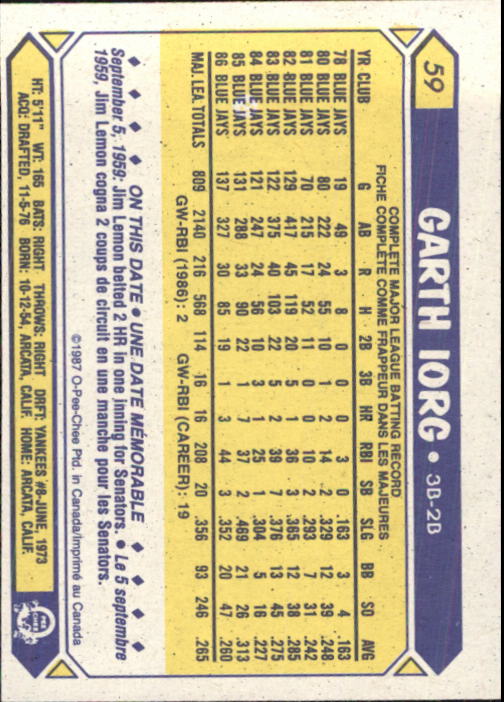 59
GARTH IORG • 3B-2B
COMPLETE MAJOR LEAGUE BATTING RECORD
FICHE COMPLÈTE COMME FRAPPEUR DANS LES MAJEURES
YR CLUB G AB R H 2B 3B HR RBI SB SLG BB SO AVG
78 BLUE JAYS 19 49 3 8 0 0 0 3 0 .163 3 4 .163
80 BLUE JAYS 80 222 24 55 10 1 2 14 2 .329 12 39 .248
81 BLUE JAYS 70 215 17 52 11 0 0 10 2 .293 7 31 .242
82 BLUE JAYS 129 417 45 119 20 5 1 36 3 .365 12 38 .285
83 BLUE JAYS 122 375 40 103 22 5 2 39 7 .376 13 45 .275
84 BLUE JAYS 121 247 24 56 10 3 1 25 1 .304 5 16 .227
85 BLUE JAYS 131 288 33 90 22 1 7 37 2 .469 21 26 .313
86 BLUE JAYS 137 327 30 85 19 1 3 44 3 .352 20 47 .260
MAJ. LEA. TOTALS 809 2140 216 568 114 16 16 208 20 .356 93 246 .265
GW-RBI (1986): 2 GW-RBI (CAREER): 19
ON THIS DATE • UNE DATE MÉMORABLE
September 5, 1959: Jim Lemon belted 2 HR in one inning for Senators. • Le 5 septembre
1959, Jim Lemon cogna 2 coups de circuit en une manche pour les Senators.
©1987 O-Pee-Chee Ptd. in Canada/Imprimé au Canada
HT: 5'11" WT: 165 BATS: RIGHT THROWS: RIGHT DRFT: YANKEES #8-JUNE, 1973
ACQ: DRAFTED, 11-5-76 BORN: 10-12-54, ARCATA, CALIF. HOME: ARCATA, CALIF.
O PEE CHEE